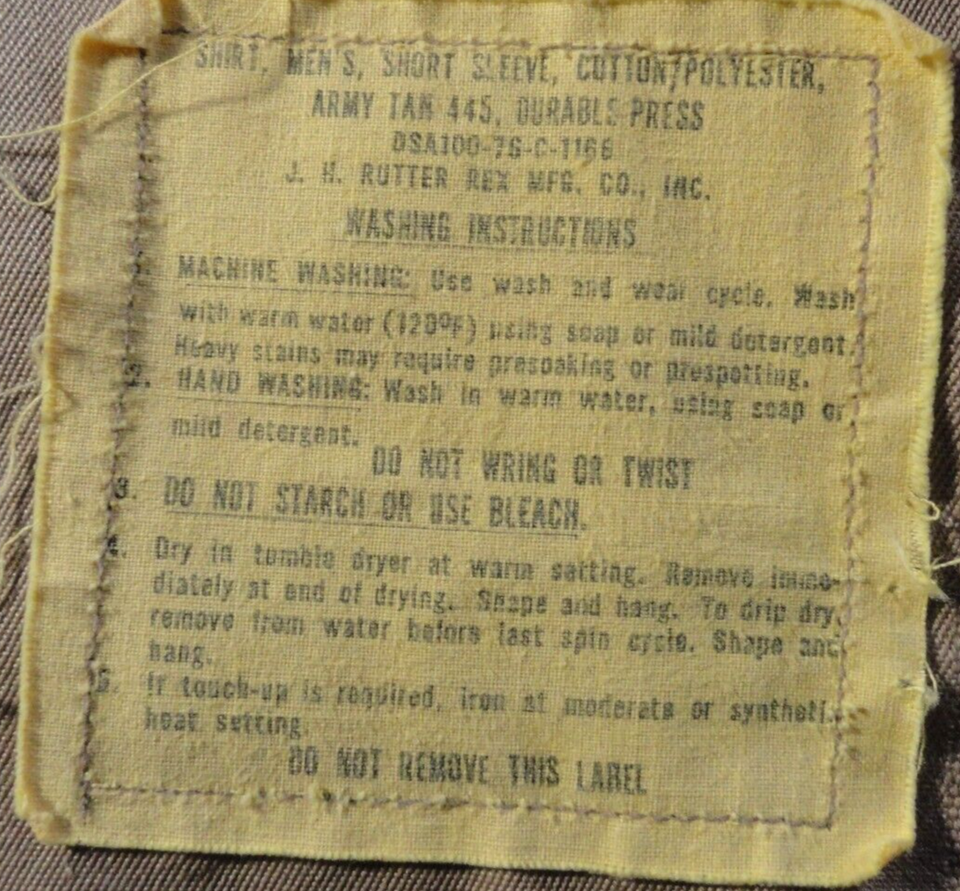 SHIRT, MEN'S, SHORT SLEEVE, COTTON/POLYESTER,
ARMY TAN 445, DURABLE PRESS
DSA100-76-C-1166
J. H. RUTTER REX MFG. CO., INC.
WASHING INSTRUCTIONS
MACHINE WASHING: Use wash and wear cycle. Wash
with warm water (120ºF) using soap or mild detergent.
Heavy stains may require presoaking or prespotting.
2. HAND WASHING: Wash in warm water, using soap or
mild detergent.
DO NOT WRING OR TWIST
3. DO NOT STARCH OR USE BLEACH.
4. Dry in tumble dryer at warm setting. Remove imme-
diately at end of drying. Shape and hang. To drip dry,
remove from water before last spin cycle. Shape and
hang.
5. If touch-up is required, iron at moderate or synthetic
heat setting.
DO NOT REMOVE THIS LABEL